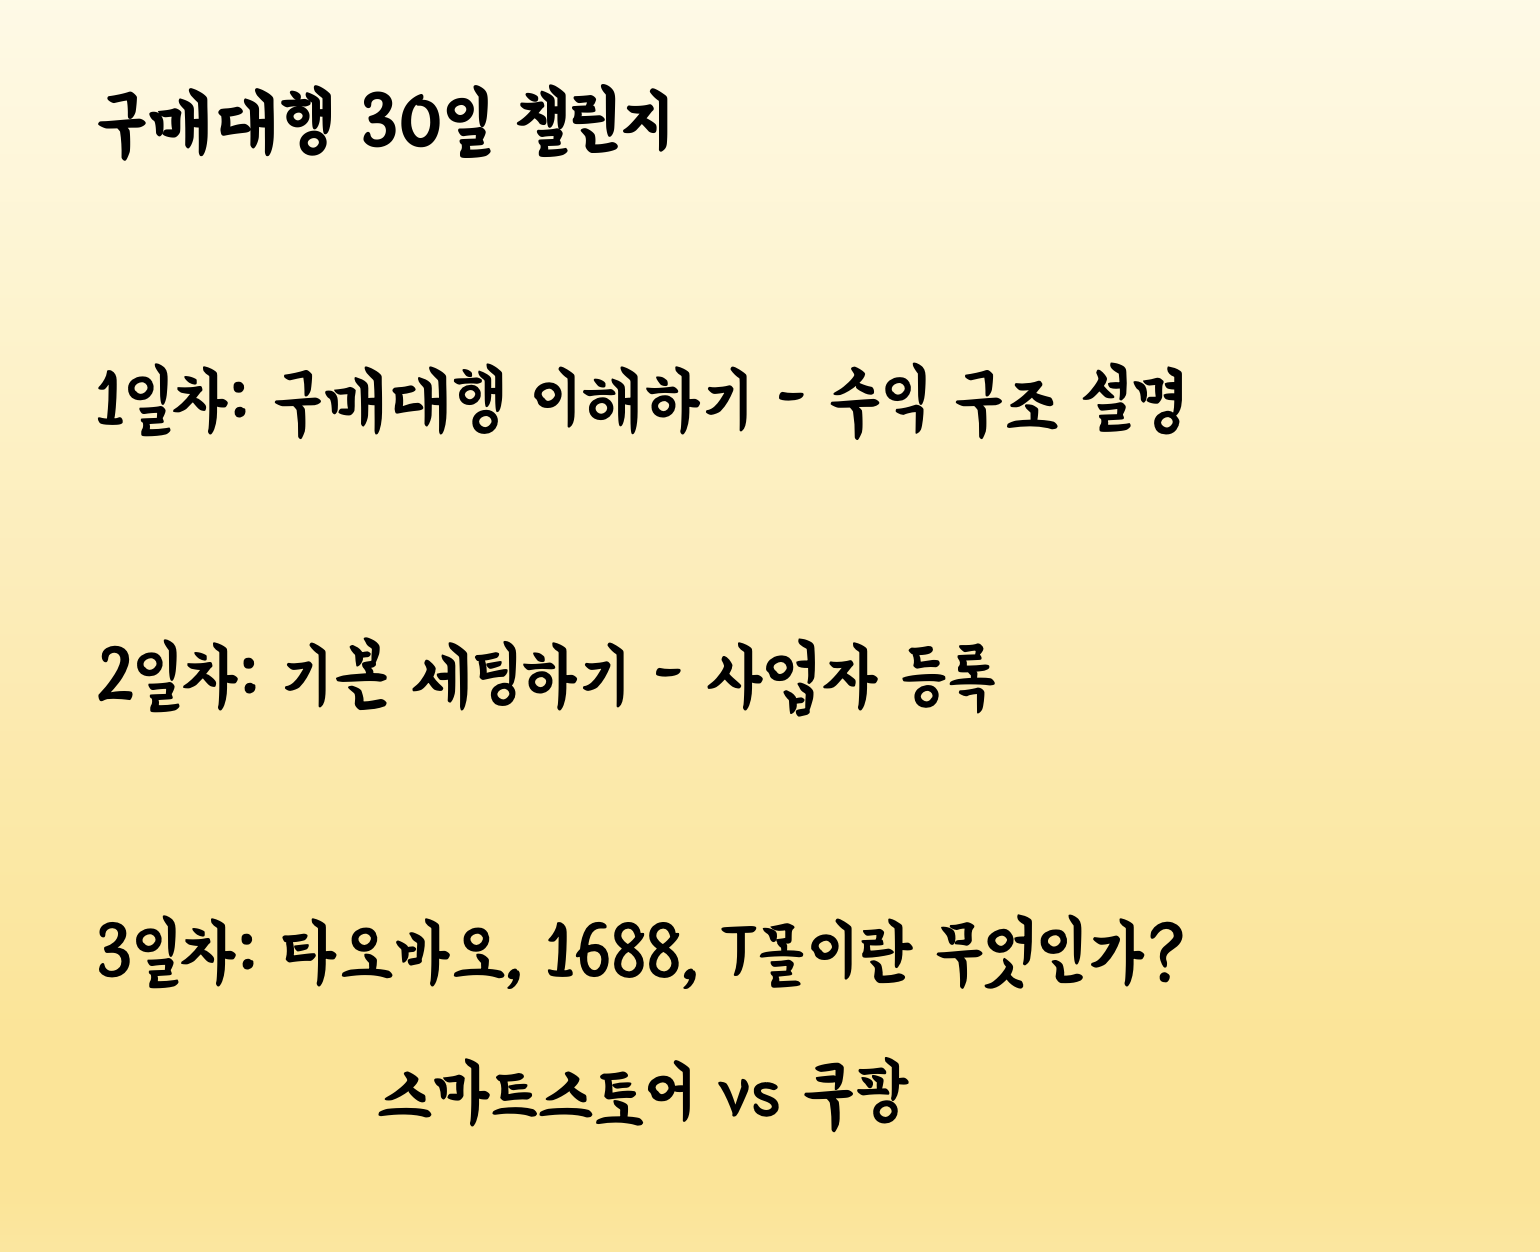 구매대행 30일 챌린지
1일차: 구매대행 이해하기 - 수익 구조 설명
2일차: 기본 세팅하기 - 사업자 등록
3일차: 타오바오, 1688, T몰이란 무엇인가?
스마트스토어 vs 쿠팡